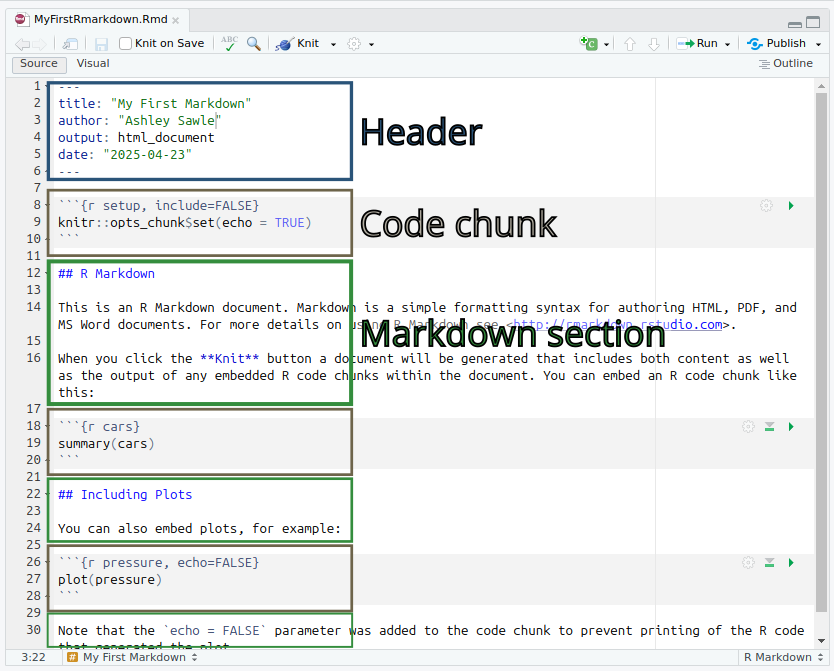 MyFirstRmarkdown.Rmd
Knit on Save ABC Knit Run Publish
Source Visual Outline
1 ---
2 title: "My First Markdown"
3 author: "Ashley Sawle"
4 output: html_document
5 date: "2025-04-23"
6 ---
Header
7
8 ```{r setup, include=FALSE}
9 knitr::opts_chunk$set(echo = TRUE)
10 ```
Code chunk
11
12 ## R Markdown
13
14 This is an R Markdown document. Markdown is a simple formatting syntax for authoring HTML, PDF, and
MS Word documents. For more details on using R Markdown see <http://rmarkdown.rstudio.com>.
Markdown section
15
16 When you click the **Knit** button a document will be generated that includes both content as well
as the output of any embeded R code chunks within the document. You can embed an R code chunk like
this:
17
18 ```{r cars}
19 summary(cars)
20 ```
21
22 ## Including Plots
23
24 You can also embed plots, for example:
25
26 ```{r pressure, echo=FALSE}
27 plot(pressure)
28 ```
29
30 Note that the `echo = FALSE` parameter was added to the code chunk to prevent printing of the R code
that generated the plot
3:22 # My First Markdown R Markdown